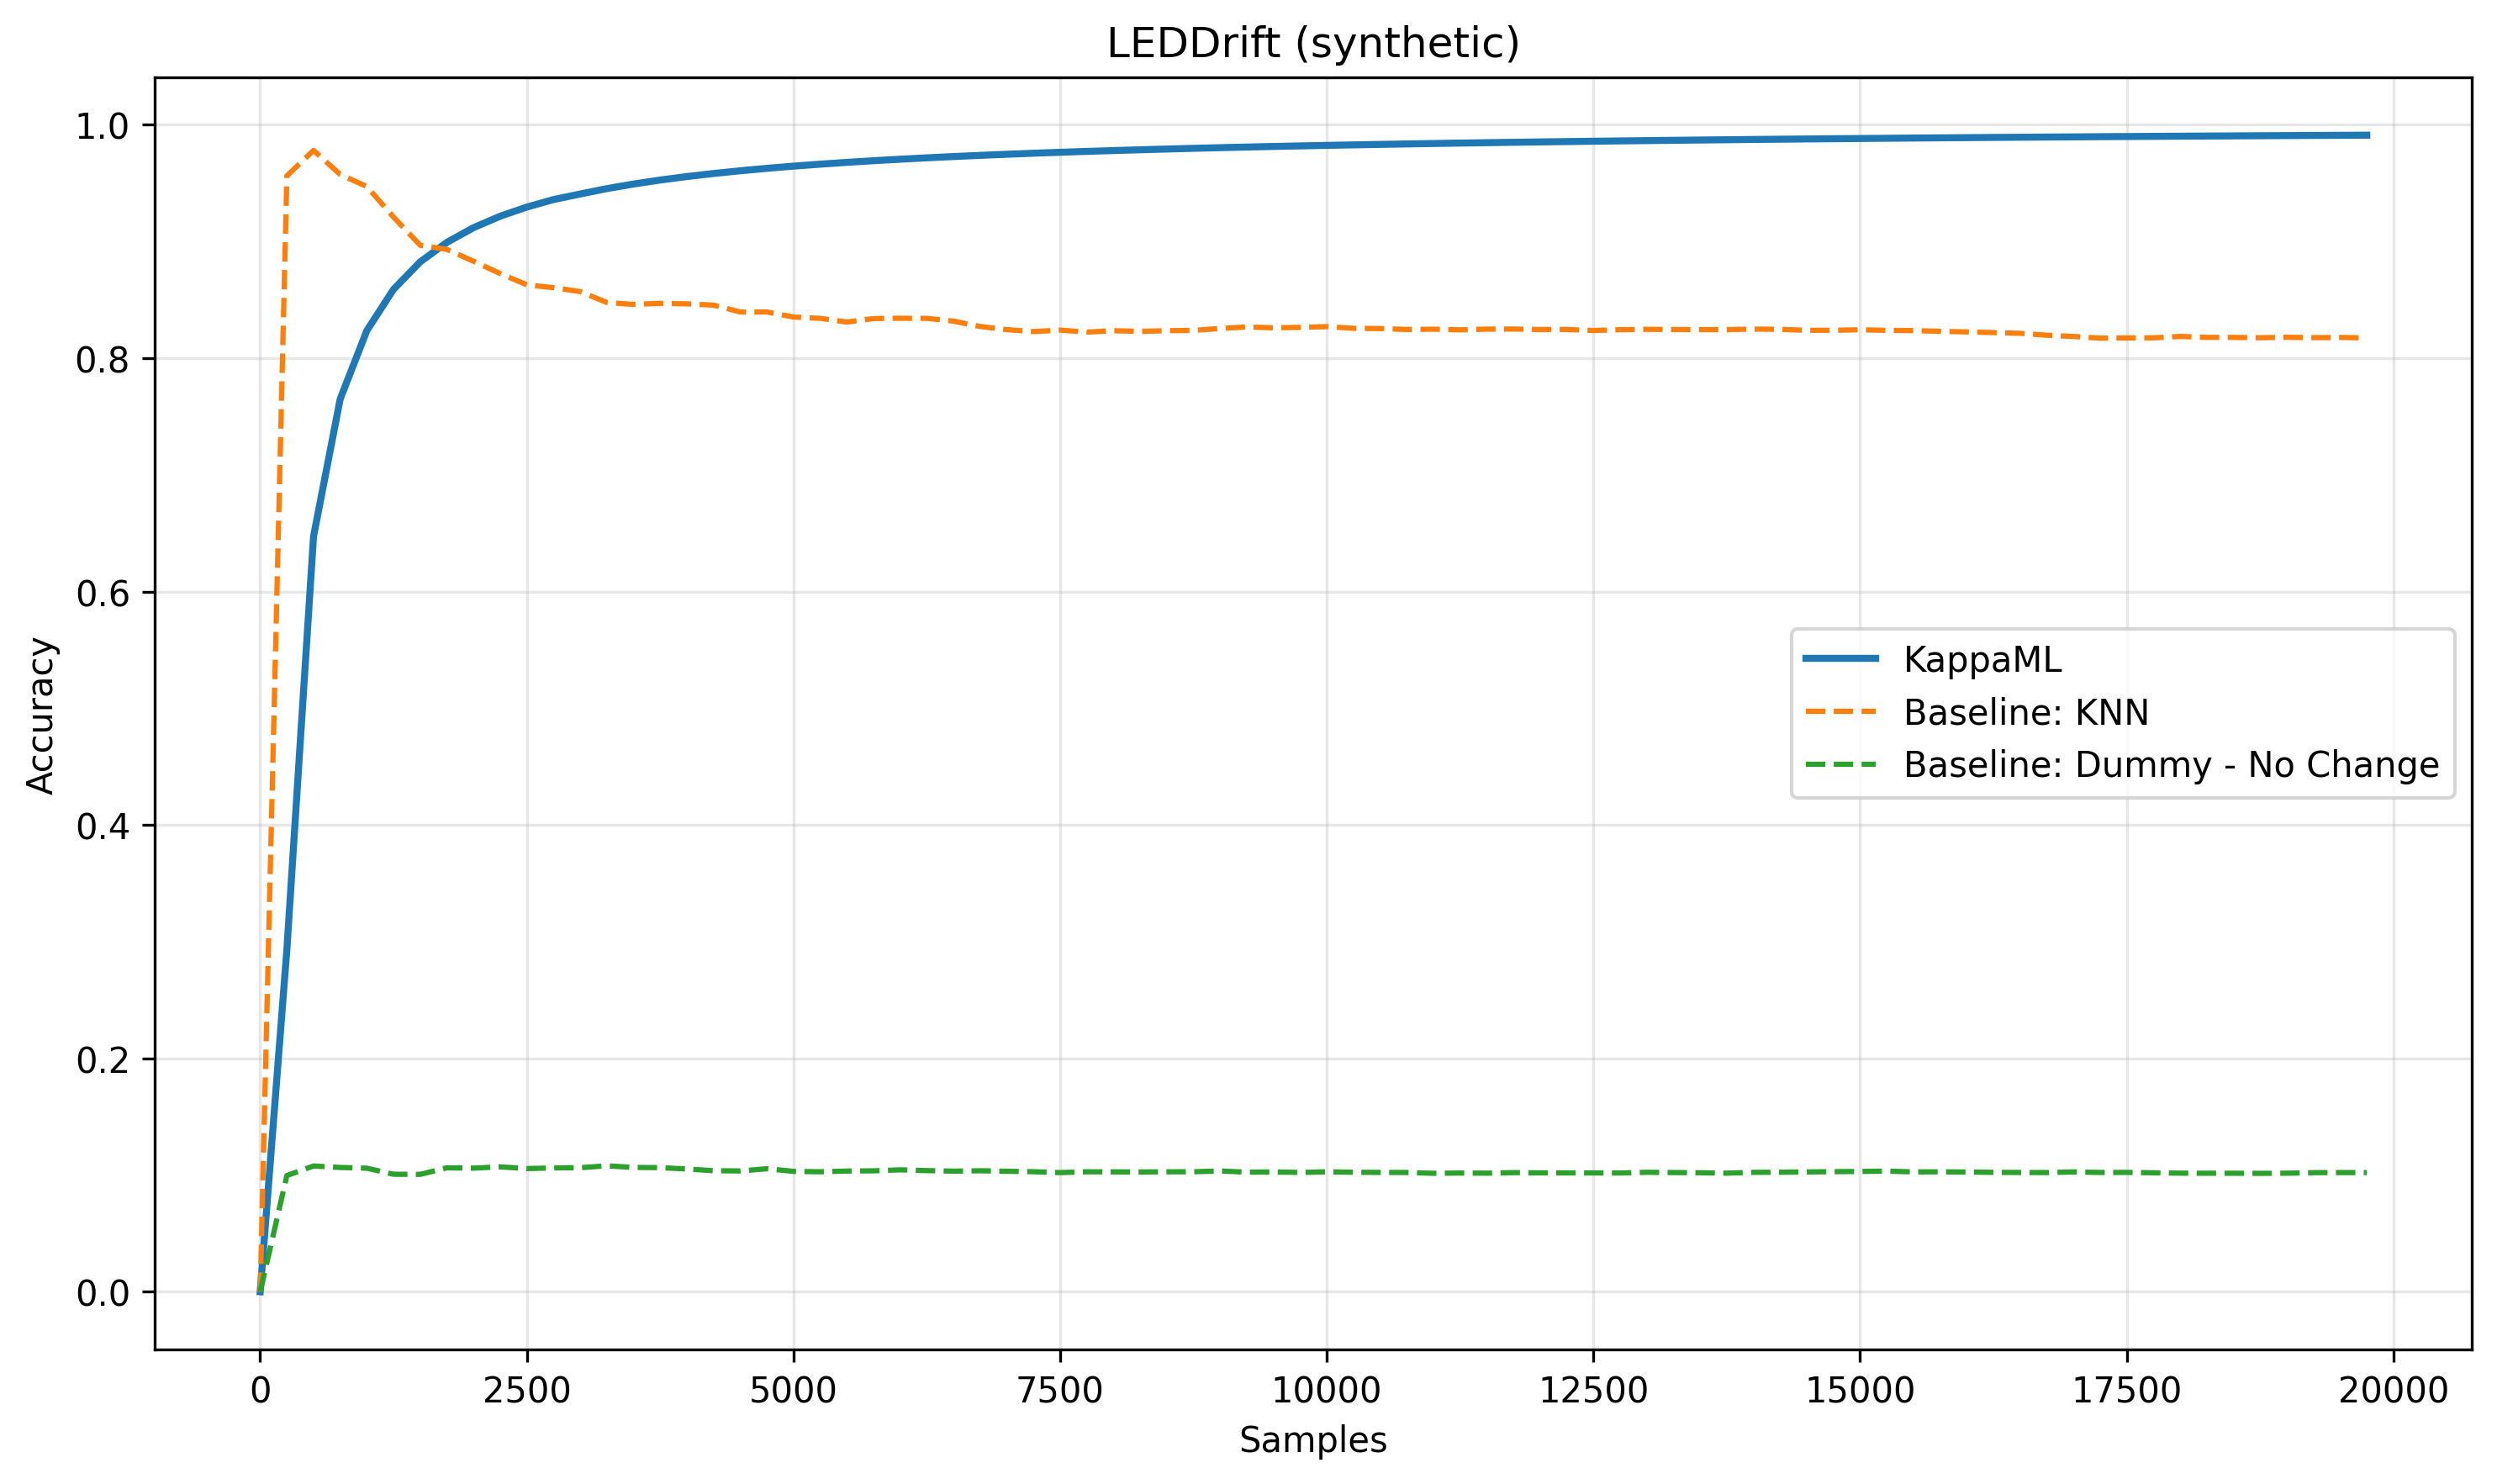 LEDDrift (synthetic)
Accuracy
1.0
0.8
0.6
0.4
0.2
0.0
KappaML
Baseline: KNN
Baseline: Dummy - No Change
0 2500 5000 7500 10000 12500 15000 17500 20000
Samples